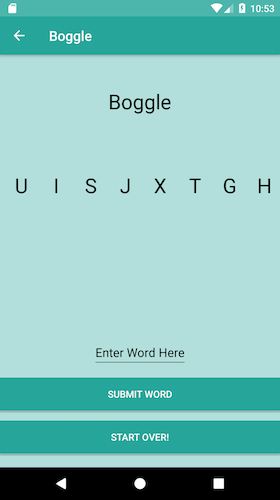 10:53
Boggle
Boggle
U I S J X T G H
Enter Word Here
SUBMIT WORD
START OVER!